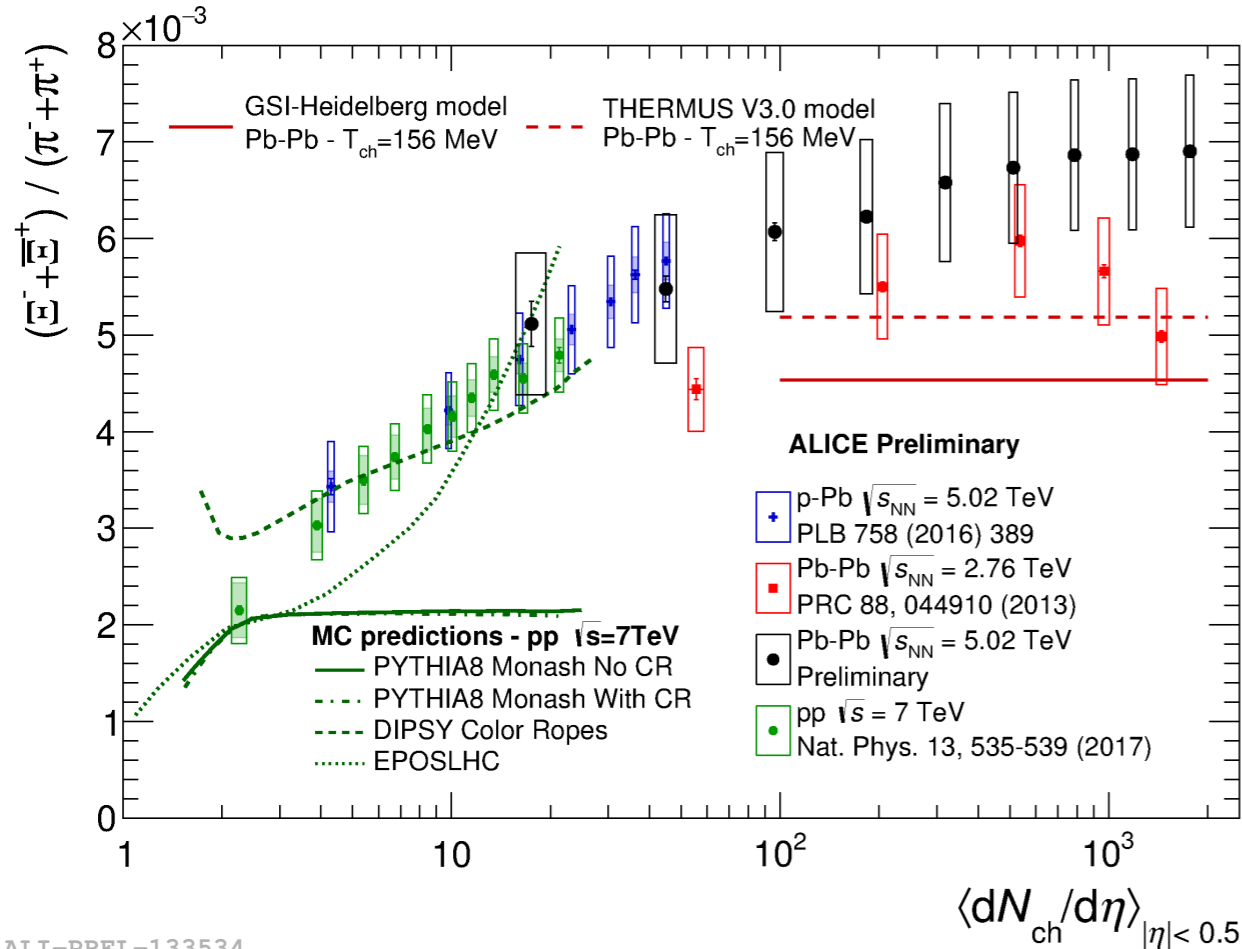 8 ×10⁻³
7
6
5
4
3
2
1
0
(Ξ⁻+Ξ̅⁺) / (π⁻+π⁺)
GSI-Heidelberg model
Pb-Pb - T_ch=156 MeV
THERMUS V3.0 model
Pb-Pb - T_ch=156 MeV
ALICE Preliminary
p-Pb √s_NN = 5.02 TeV
PLB 758 (2016) 389
Pb-Pb √s_NN = 2.76 TeV
PRC 88, 044910 (2013)
Pb-Pb √s_NN = 5.02 TeV
Preliminary
pp √s = 7 TeV
Nat. Phys. 13, 535-539 (2017)
MC predictions - pp √s=7TeV
PYTHIA8 Monash No CR
PYTHIA8 Monash With CR
DIPSY Color Ropes
EPOSLHC
1 10 10² 10³
⟨dN_ch/dη⟩_|η|< 0.5
ALI-PREL-133534